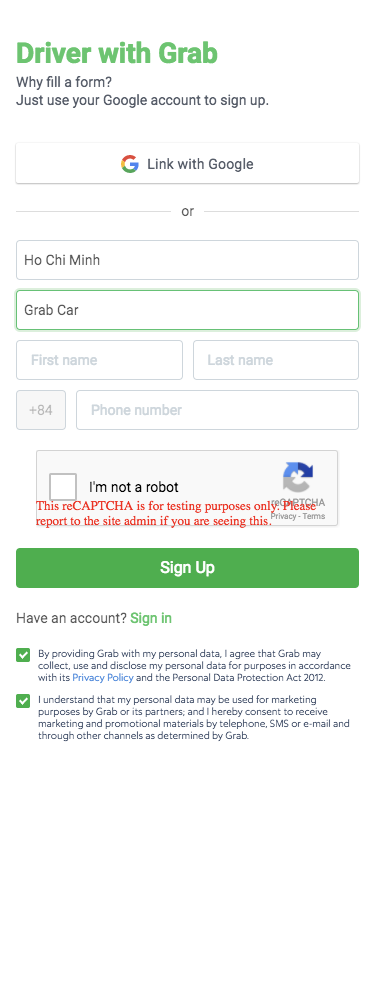 Driver with Grab
Why fill a form?
Just use your Google account to sign up.
Link with Google
or
Ho Chi Minh
Grab Car
First name
Last name
+84
Phone number
I'm not a robot
reCAPTCHA
This reCAPTCHA is for testing purposes only. Please
report to the site admin if you are seeing this.
Privacy - Terms
Sign Up
Have an account? Sign in
By providing Grab with my personal data, I agree that Grab may
collect, use and disclose my personal data for purposes in accordance
with its Privacy Policy and the Personal Data Protection Act 2012.
I understand that my personal data may be used for marketing
purposes by Grab or its partners; and I hereby consent to receive
marketing and promotional materials by telephone, SMS or e-mail and
through other channels as determined by Grab.